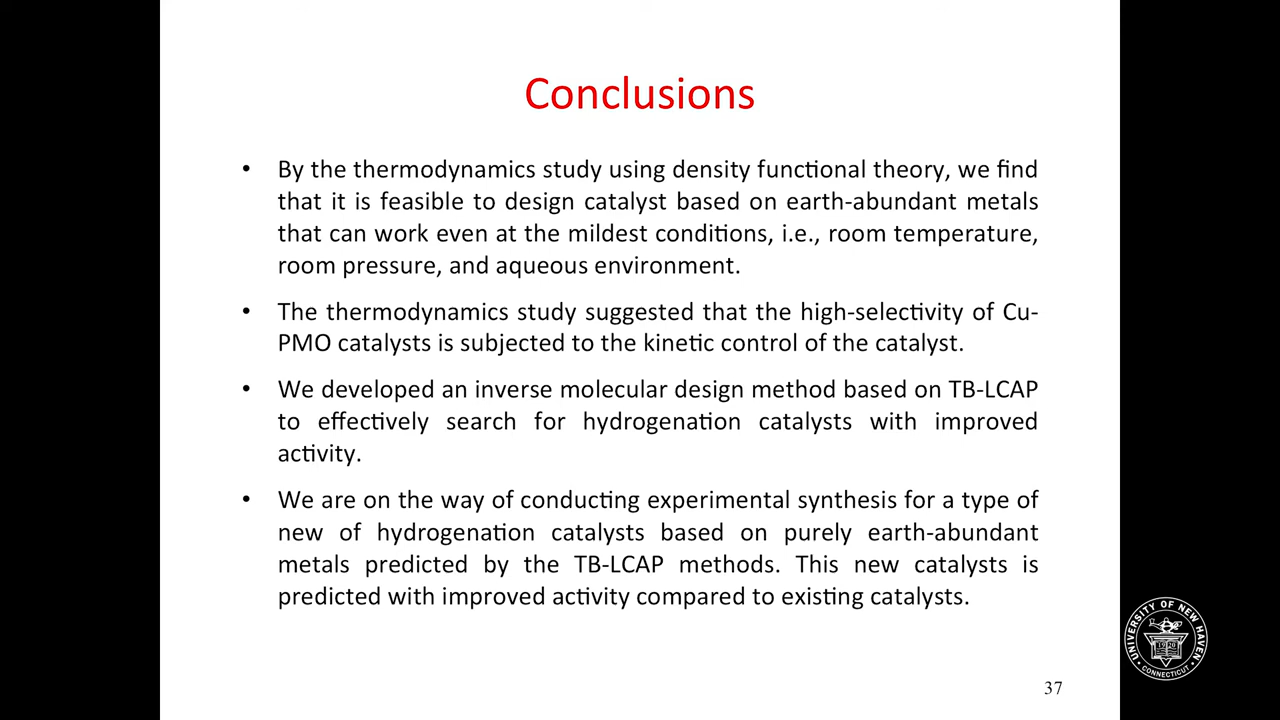 Conclusions
• By the thermodynamics study using density functional theory, we find
that it is feasible to design catalyst based on earth-abundant metals
that can work even at the mildest conditions, i.e., room temperature,
room pressure, and aqueous environment.
• The thermodynamics study suggested that the high-selectivity of Cu-
PMO catalysts is subjected to the kinetic control of the catalyst.
• We developed an inverse molecular design method based on TB-LCAP
to effectively search for hydrogenation catalysts with improved
activity.
• We are on the way of conducting experimental synthesis for a type of
new of hydrogenation catalysts based on purely earth-abundant
metals predicted by the TB-LCAP methods. This new catalysts is
predicted with improved activity compared to existing catalysts.
UNIVERSITY OF NEW HAVEN
CONNECTICUT
37